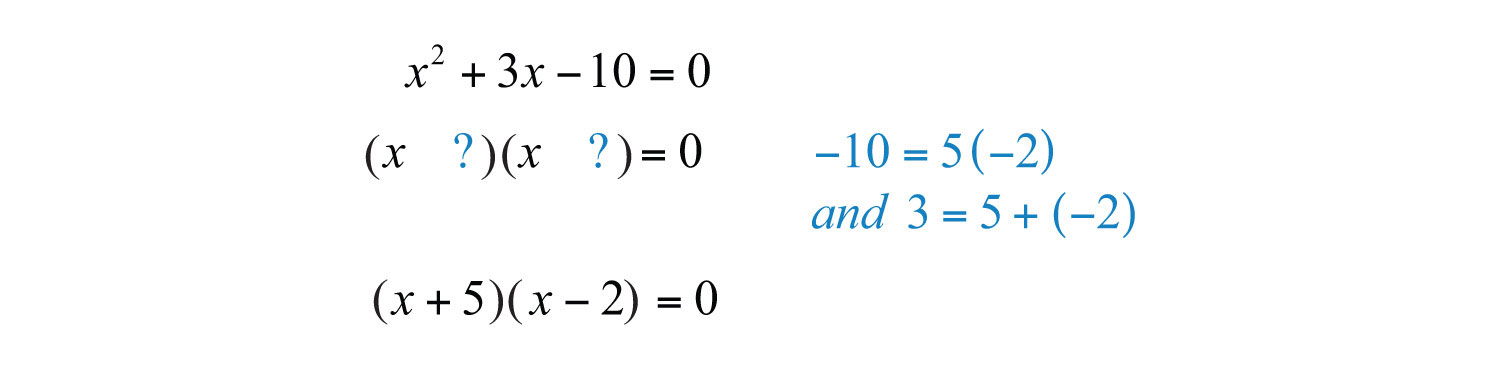 x² + 3x − 10 = 0
(x ?)(x ?) = 0 −10 = 5(−2)
and 3 = 5 + (−2)
(x + 5)(x − 2) = 0